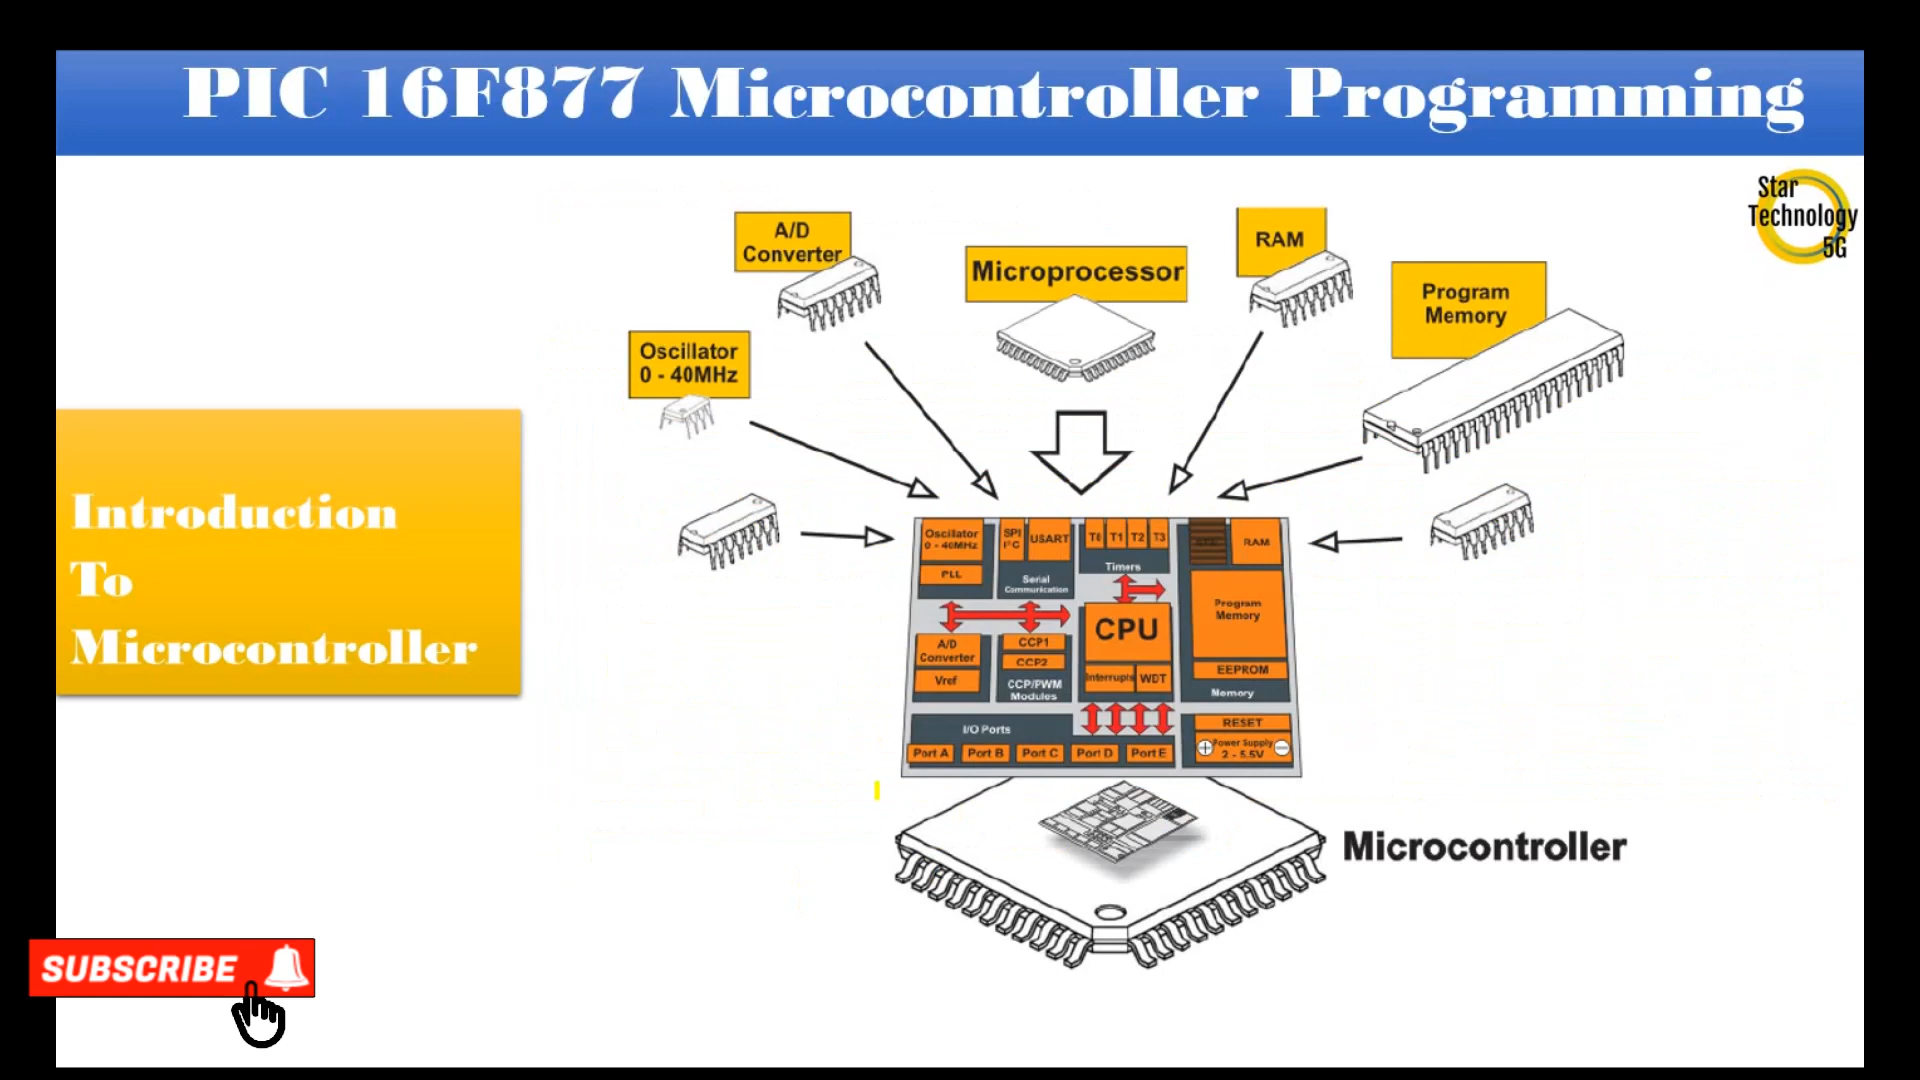 PIC 16F877 Microcontroller Programming
Star
Technology
5G
A/D
Converter
Microprocessor
RAM
Program
Memory
Oscillator
0 - 40MHz
Introduction
To
Microcontroller
Oscillator
0 - 40MHz
PLL
SPI
I²C
USART
Serial
Communication
T0
T1
T2
T3
Timers
RAM
Program
Memory
EEPROM
Memory
CPU
Interrupts
WDT
A/D
Converter
Vref
CCP1
CCP2
CCP/PWM
Modules
I/O Ports
Port A
Port B
Port C
Port D
Port E
RESET
Power Supply
2 - 5.5V
Microcontroller
SUBSCRIBE